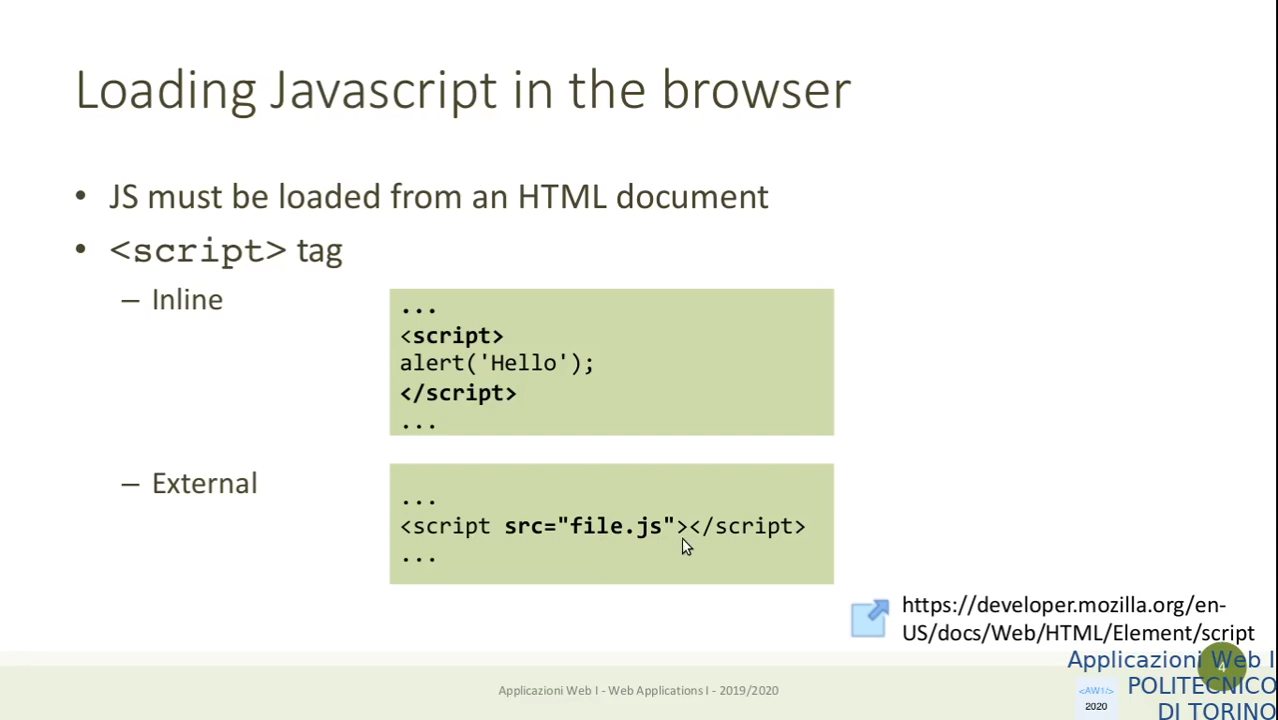 Loading Javascript in the browser
• JS must be loaded from an HTML document
• <script> tag
– Inline
...
<script>
alert('Hello');
</script>
...
– External
...
<script src="file.js"></script>
...
https://developer.mozilla.org/en-
US/docs/Web/HTML/Element/script
Applicazioni Web I - Web Applications I - 2019/2020
4
Applicazioni Web I
POLITECNICO
DI TORINO
<AW1/>
2020